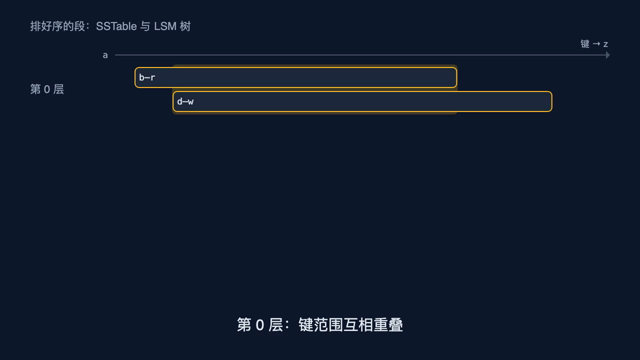 排好序的段：SSTable 与 LSM 树
键 → z
a
b–r
第 0 层
d–w
第 0 层：键范围互相重叠